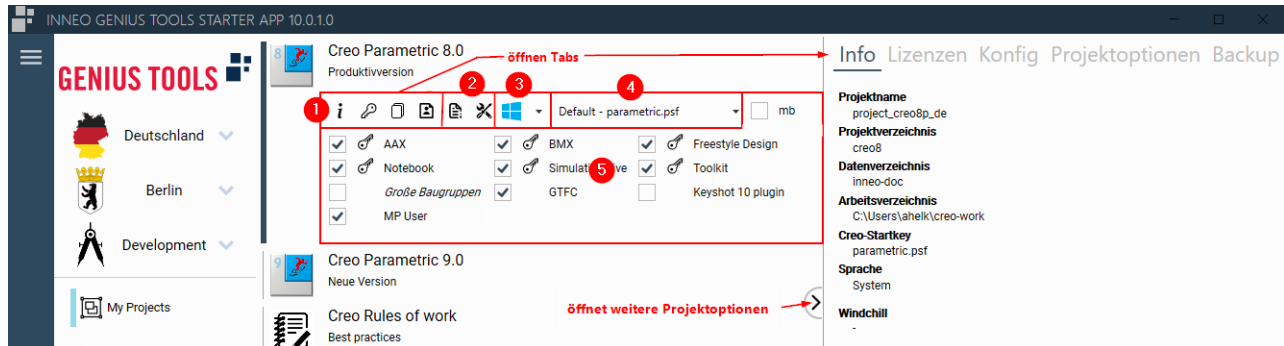 INNEO GENIUS TOOLS STARTER APP 10.0.1.0
GENIUS TOOLS
Deutschland
Berlin
Development
My Projects
8
Creo Parametric 8.0
Produktivversion
öffnen Tabs
1
2
3
4
Default - parametric.psf
mb
AAX
BMX
Freestyle Design
Notebook
5
Toolkit
Große Baugruppen
GTFC
Keyshot 10 plugin
MP User
9
Creo Parametric 9.0
Neue Version
öffnet weitere Projektoptionen
Creo Rules of work
Best practices
Info Lizenzen Konfig Projektoptionen Backup
Projektname
project_creo8p_de
Projektverzeichnis
creo8
Datenverzeichnis
inneo-doc
Arbeitsverzeichnis
C:\Users\ahelk\creo-work
Creo-Startkey
parametric.psf
Sprache
System
Windchill
-